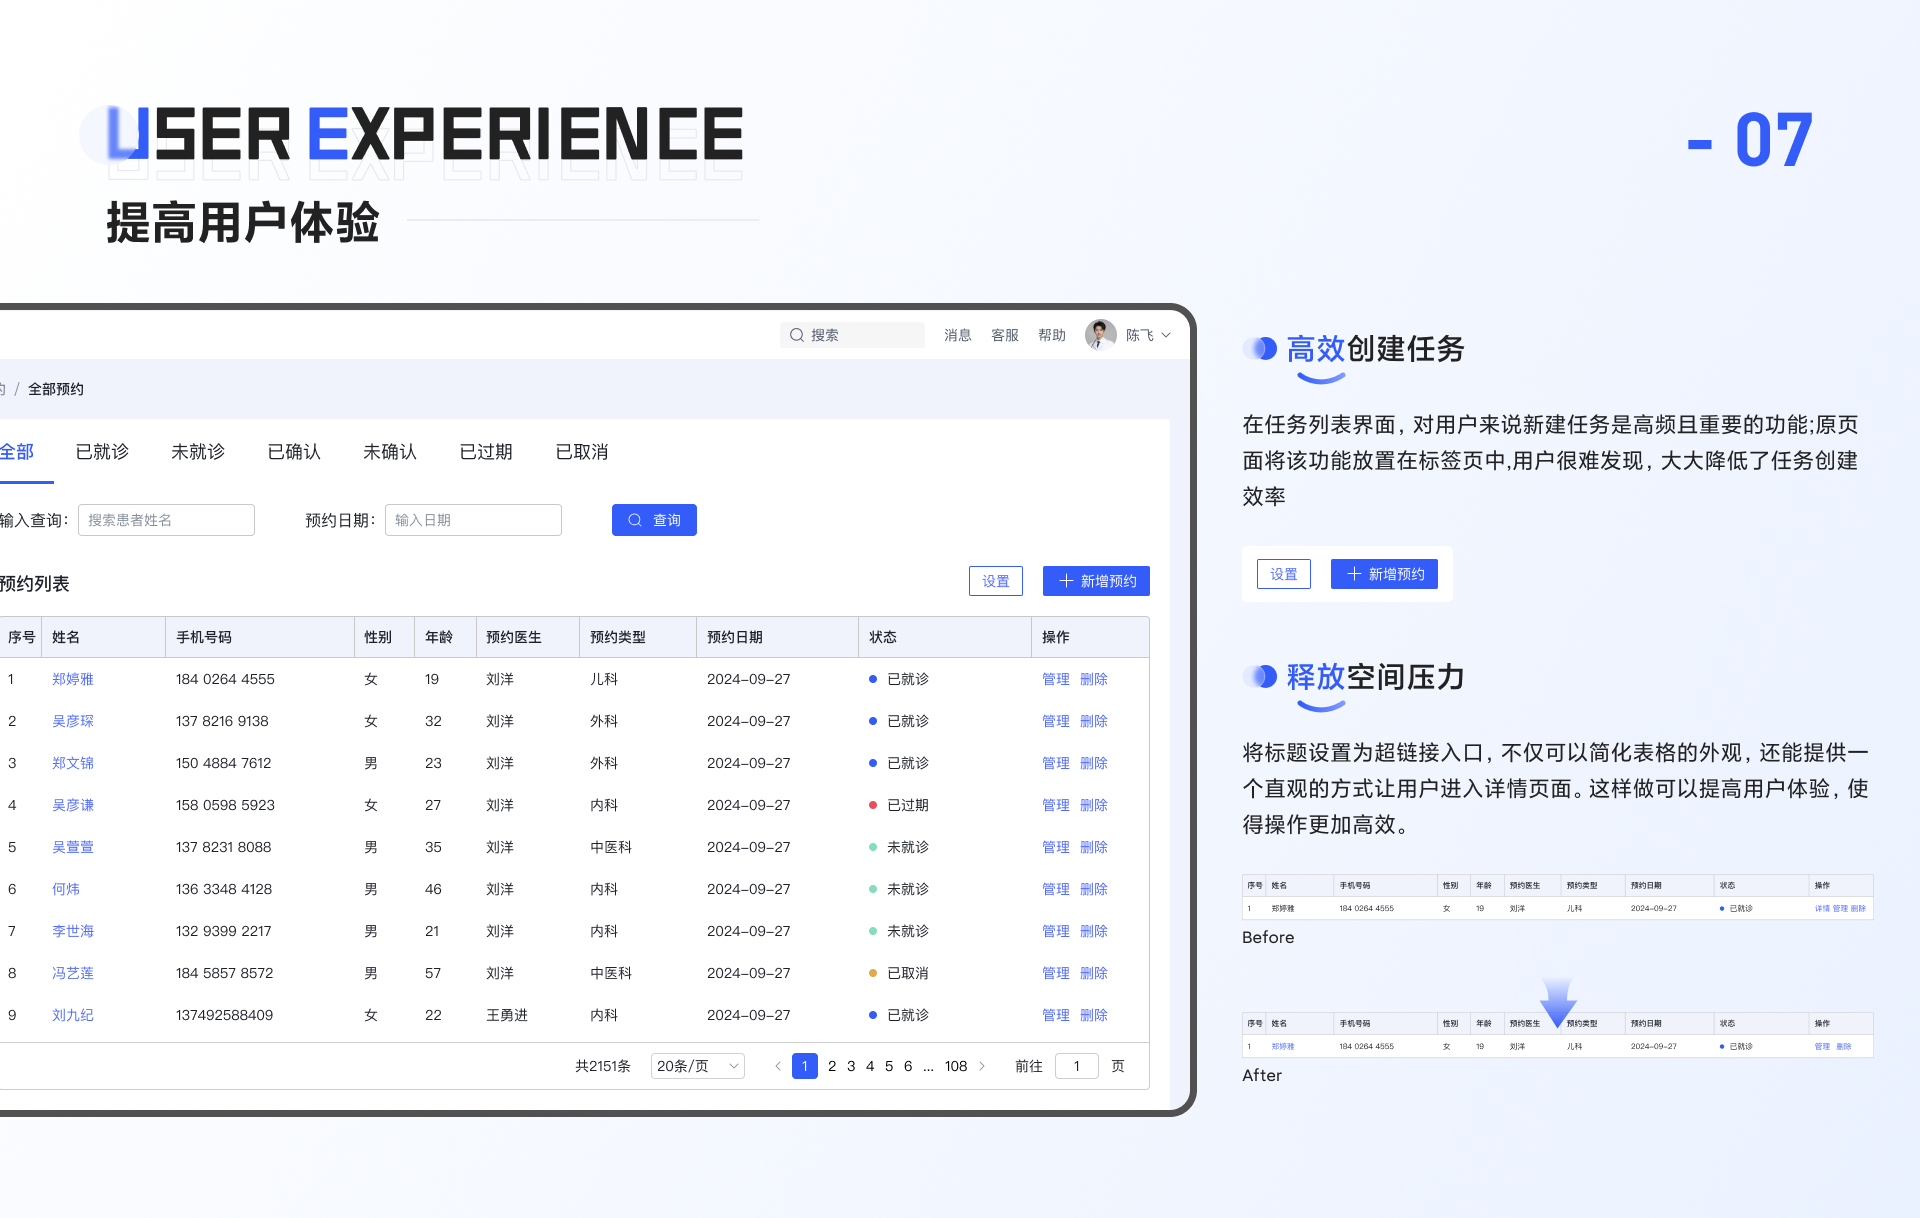 USER EXPERIENCE
- 07
提高用户体验
搜索 消息 客服 帮助 陈飞
/ 全部预约
全部 已就诊 未就诊 已确认 未确认 已过期 已取消
输入查询: 搜索患者姓名 预约日期: 输入日期 查询
预约列表 设置 新增预约
序号 姓名 手机号码 性别 年龄 预约医生 预约类型 预约日期 状态 操作
1 郑婷雅 184 0264 4555 女 19 刘洋 儿科 2024-09-27 已就诊 管理 删除
2 吴彦琛 137 8216 9138 女 32 刘洋 外科 2024-09-27 已就诊 管理 删除
3 郑文锦 150 4884 7612 男 23 刘洋 外科 2024-09-27 已就诊 管理 删除
4 吴彦谦 158 0598 5923 女 27 刘洋 内科 2024-09-27 已过期 管理 删除
5 吴萱萱 137 8231 8088 男 35 刘洋 中医科 2024-09-27 未就诊 管理 删除
6 何炜 136 3348 4128 男 46 刘洋 内科 2024-09-27 未就诊 管理 删除
7 李世海 132 9399 2217 男 21 刘洋 内科 2024-09-27 未就诊 管理 删除
8 冯艺莲 184 5857 8572 男 57 刘洋 中医科 2024-09-27 已取消 管理 删除
9 刘九纪 137492588409 女 22 王勇进 内科 2024-09-27 已就诊 管理 删除
共2151条 20条/页 1 2 3 4 5 6 ... 108 前往 1 页
高效创建任务
在任务列表界面，对用户来说新建任务是高频且重要的功能;原页
面将该功能放置在标签页中,用户很难发现，大大降低了任务创建
效率
设置 新增预约
释放空间压力
将标题设置为超链接入口，不仅可以简化表格的外观，还能提供一
个直观的方式让用户进入详情页面。这样做可以提高用户体验，使
得操作更加高效。
序号 姓名 手机号码 性别 年龄 预约医生 预约类型 预约日期 状态 操作
1 郑婷雅 184 0264 4555 女 19 刘洋 儿科 2024-09-27 已就诊 详情 管理 删除
Before
序号 姓名 手机号码 性别 年龄 预约医生 预约类型 预约日期 状态 操作
1 郑婷雅 184 0264 4555 女 19 刘洋 儿科 2024-09-27 已就诊 管理 删除
After